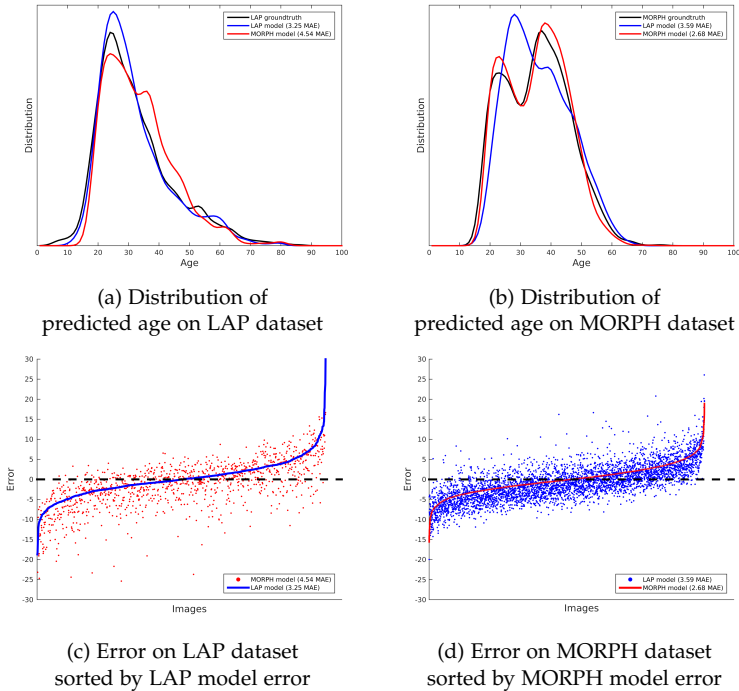 LAP groundtruth
LAP model (3.25 MAE)
MORPH model (4.54 MAE)
Distribution
0 10 20 30 40 50 60 70 80 90 100
Age
(a) Distribution of
predicted age on LAP dataset
MORPH groundtruth
LAP model (3.59 MAE)
MORPH model (2.68 MAE)
Distribution
0 10 20 30 40 50 60 70 80 90 100
Age
(b) Distribution of
predicted age on MORPH dataset
30
25
20
15
10
5
0
-5
-10
-15
-20
-25
-30
Error
MORPH model (4.54 MAE)
LAP model (3.25 MAE)
Images
(c) Error on LAP dataset
sorted by LAP model error
30
25
20
15
10
5
0
-5
-10
-15
-20
-25
-30
Error
LAP model (3.59 MAE)
MORPH model (2.68 MAE)
Images
(d) Error on MORPH dataset
sorted by MORPH model error